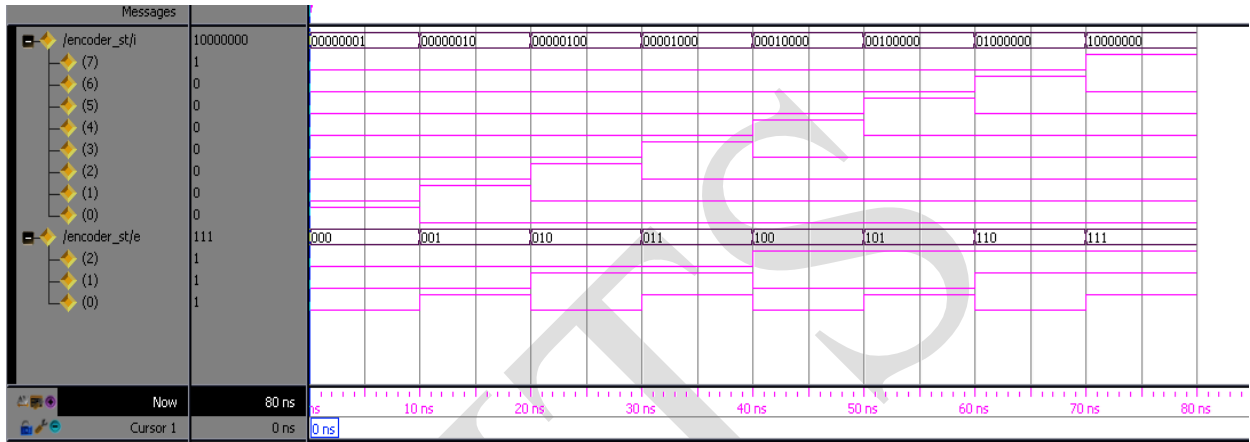 Messages
/encoder_st/i 10000000 00000001 00000010 00000100 00001000 00010000 00100000 01000000 10000000
(7) 1
(6) 0
(5) 0
(4) 0
(3) 0
(2) 0
(1) 0
(0) 0
/encoder_st/e 111 000 001 010 011 100 101 110 111
(2) 1
(1) 1
(0) 1
Now 80 ns ns 10 ns 20 ns 30 ns 40 ns 50 ns 60 ns 70 ns 80 ns
Cursor 1 0 ns 0 ns
TS